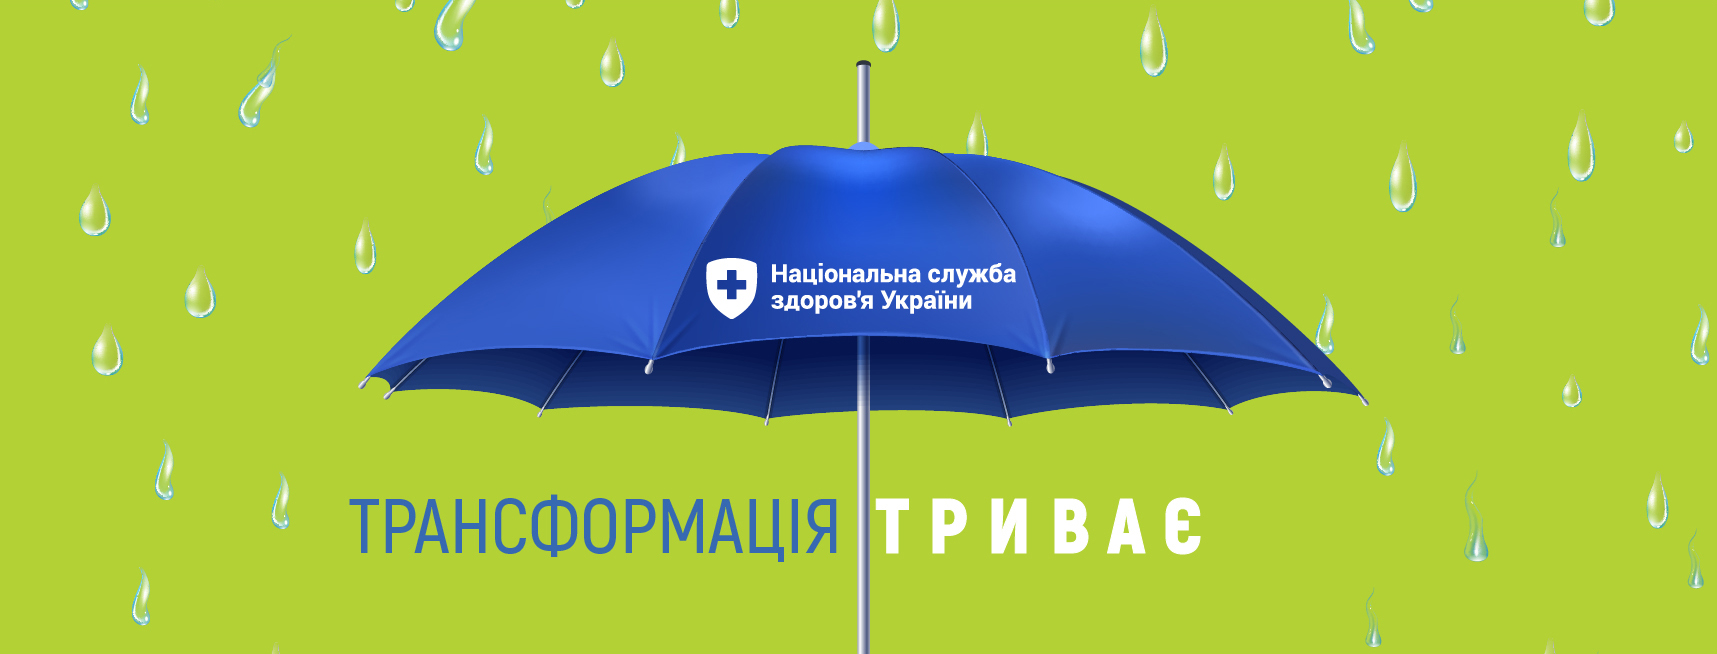 Національна служба
здоров'я України
ТРАНСФОРМАЦІЯ ТРИВАЄ